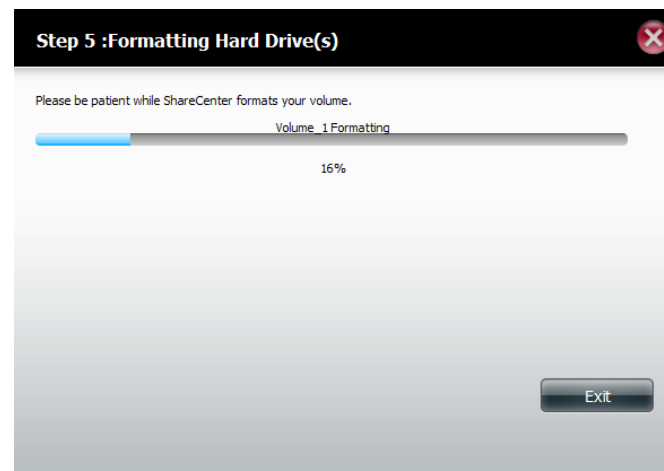 Step 5 :Formatting Hard Drive(s)
Please be patient while ShareCenter formats your volume.
Volume_1 Formatting
16%
Exit